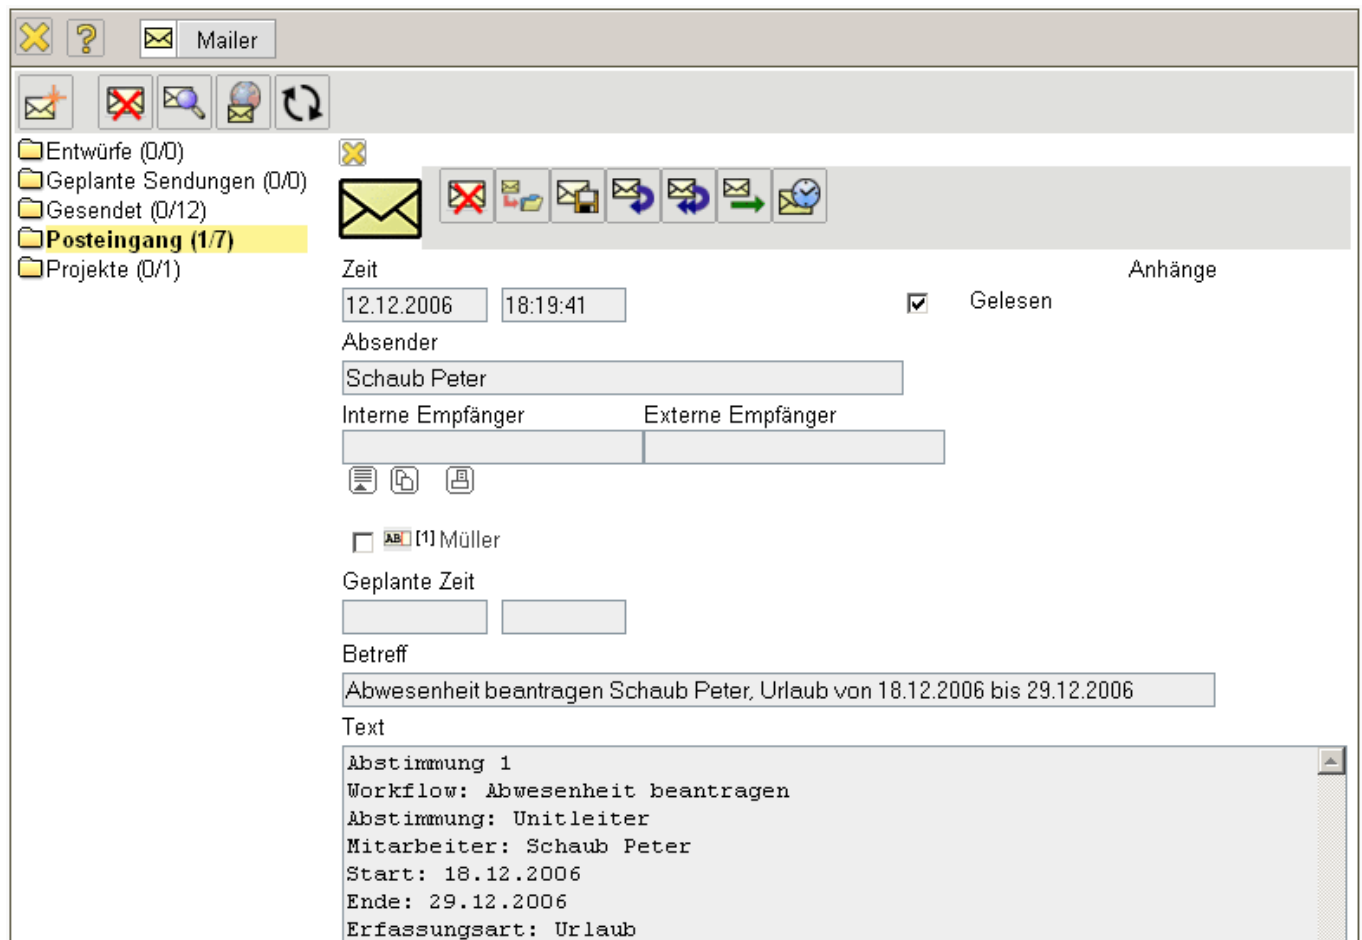 Mailer
Entwürfe (0/0)
Geplante Sendungen (0/0)
Gesendet (0/12)
Posteingang (1/7)
Projekte (0/1)
Zeit
Anhänge
12.12.2006 18:19:41
Gelesen
Absender
Schaub Peter
Interne Empfänger Externe Empfänger
AB [1] Müller
Geplante Zeit
Betreff
Abwesenheit beantragen Schaub Peter, Urlaub von 18.12.2006 bis 29.12.2006
Text
Abstimmung 1
Workflow: Abwesenheit beantragen
Abstimmung: Unitleiter
Mitarbeiter: Schaub Peter
Start: 18.12.2006
Ende: 29.12.2006
Erfassungsart: Urlaub